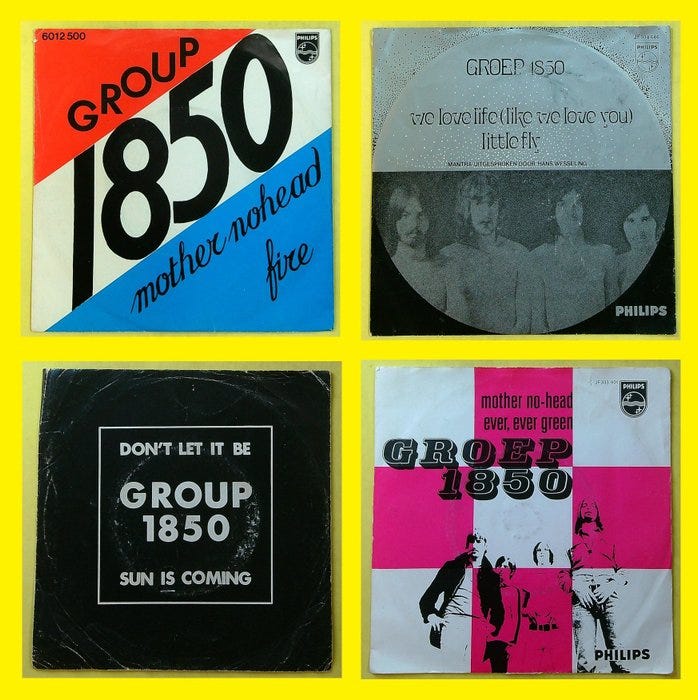 6012 500
PHILIPS
GROUP
1850
mother nohead
fire
GROEP 1850
we love life (like we love you)
little fly
MANTRA UITGESPROKEN DOOR HANS WESSELING
PHILIPS
DON'T LET IT BE
GROUP
1850
SUN IS COMING
mother no-head
ever, ever green
PHILIPS
GROEP
1850
PHILIPS